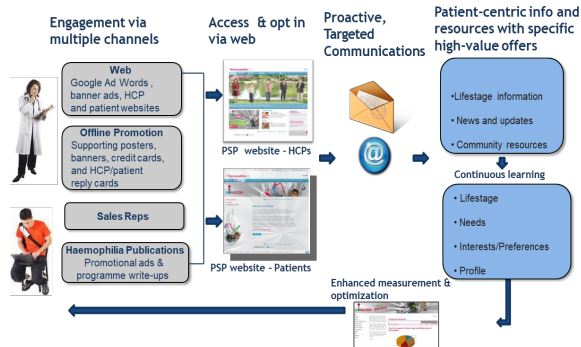 Engagement via
multiple channels
Access & opt in
via web
Proactive,
Targeted
Communications
Patient-centric info and
resources with specific
high-value offers
Web
Google Ad Words ,
banner ads, HCP
and patient websites
Offline Promotion
Supporting posters,
banners, credit cards,
and HCP/patient
reply cards
Sales Reps
Haemophilia Publications
Promotional ads &
programme write-ups
PSP website - HCPs
PSP website - Patients
@
•Lifestage information
• News and updates
• Community resources
Continuous learning
• Lifestage
• Needs
• Interests/Preferences
• Profile
Enhanced measurement &
optimization